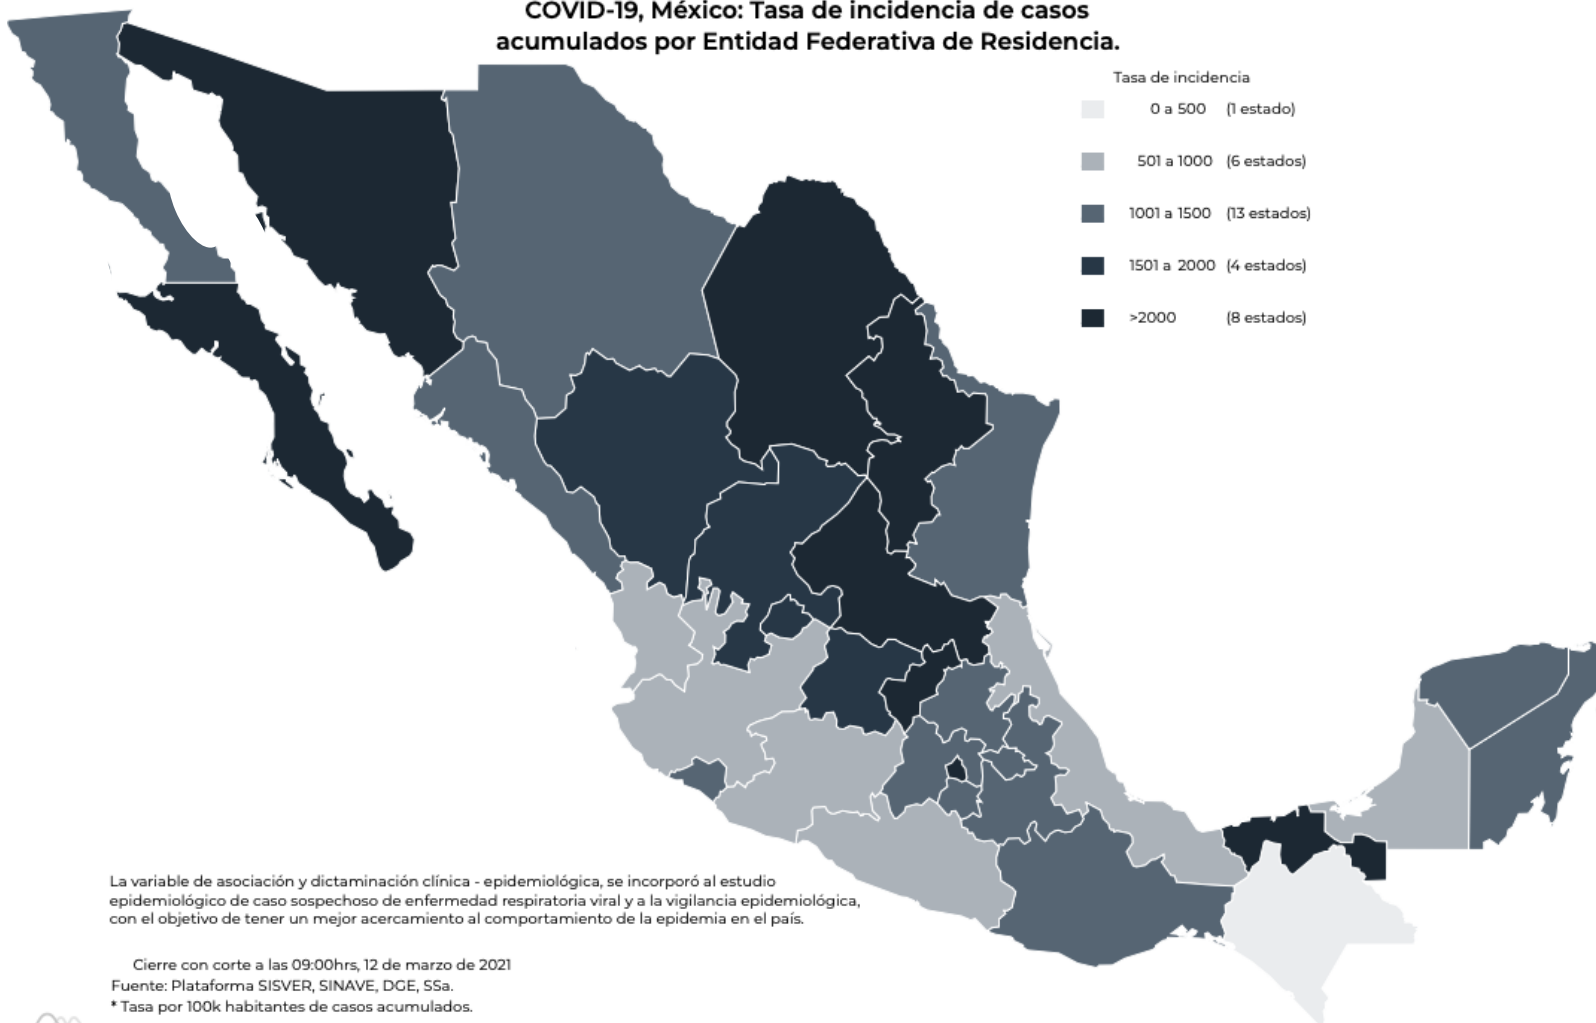 COVID-19, México: Tasa de incidencia de casos
acumulados por Entidad Federativa de Residencia.
Tasa de incidencia
0 a 500 (1 estado)
501 a 1000 (6 estados)
1001 a 1500 (13 estados)
1501 a 2000 (4 estados)
>2000 (8 estados)
La variable de asociación y dictaminación clínica - epidemiológica, se incorporó al estudio
epidemiológico de caso sospechoso de enfermedad respiratoria viral y a la vigilancia epidemiológica,
con el objetivo de tener un mejor acercamiento al comportamiento de la epidemia en el país.
Cierre con corte a las 09:00hrs, 12 de marzo de 2021
Fuente: Plataforma SISVER, SINAVE, DGE, SSa.
* Tasa por 100k habitantes de casos acumulados.